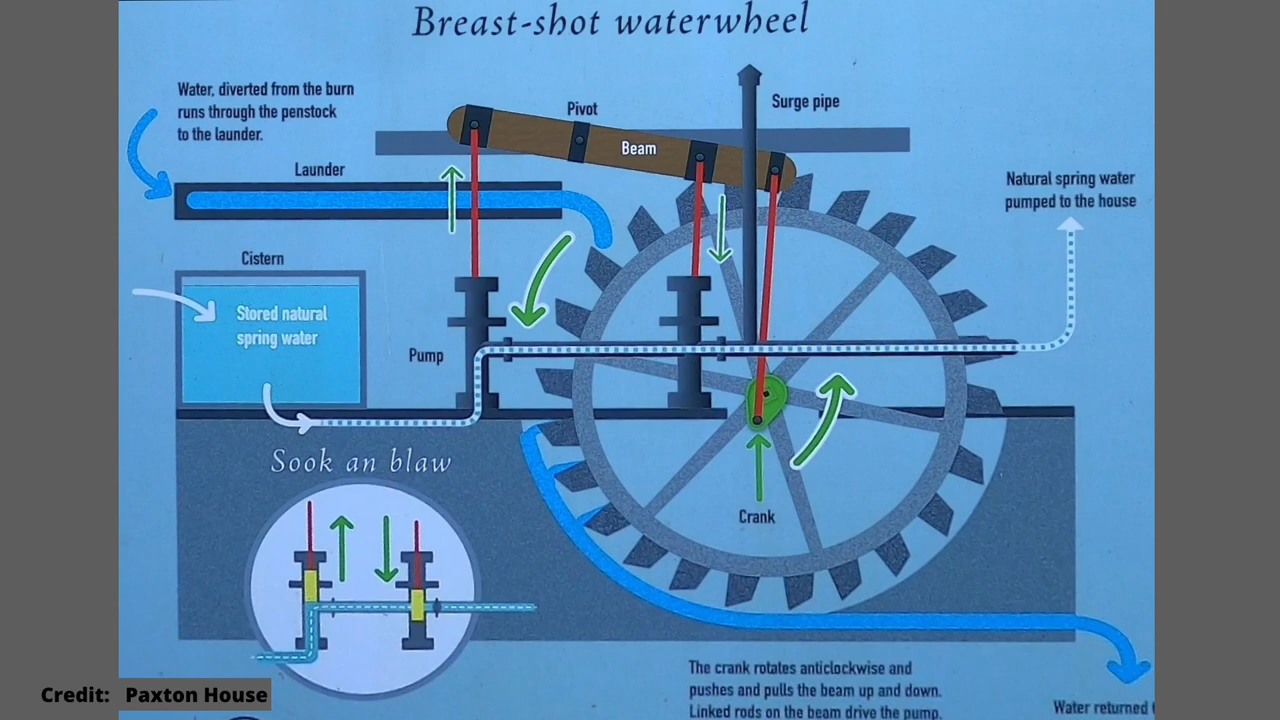 Breast-shot waterwheel
Water, diverted from the burn
runs through the penstock
to the launder.
Pivot
Surge pipe
Beam
Launder
Natural spring water
pumped to the house
Cistern
Stored natural
spring water
Pump
Sook an blaw
Crank
The crank rotates anticlockwise and
pushes and pulls the beam up and down.
Linked rods on the beam drive the pump.
Water returned
Credit: Paxton House